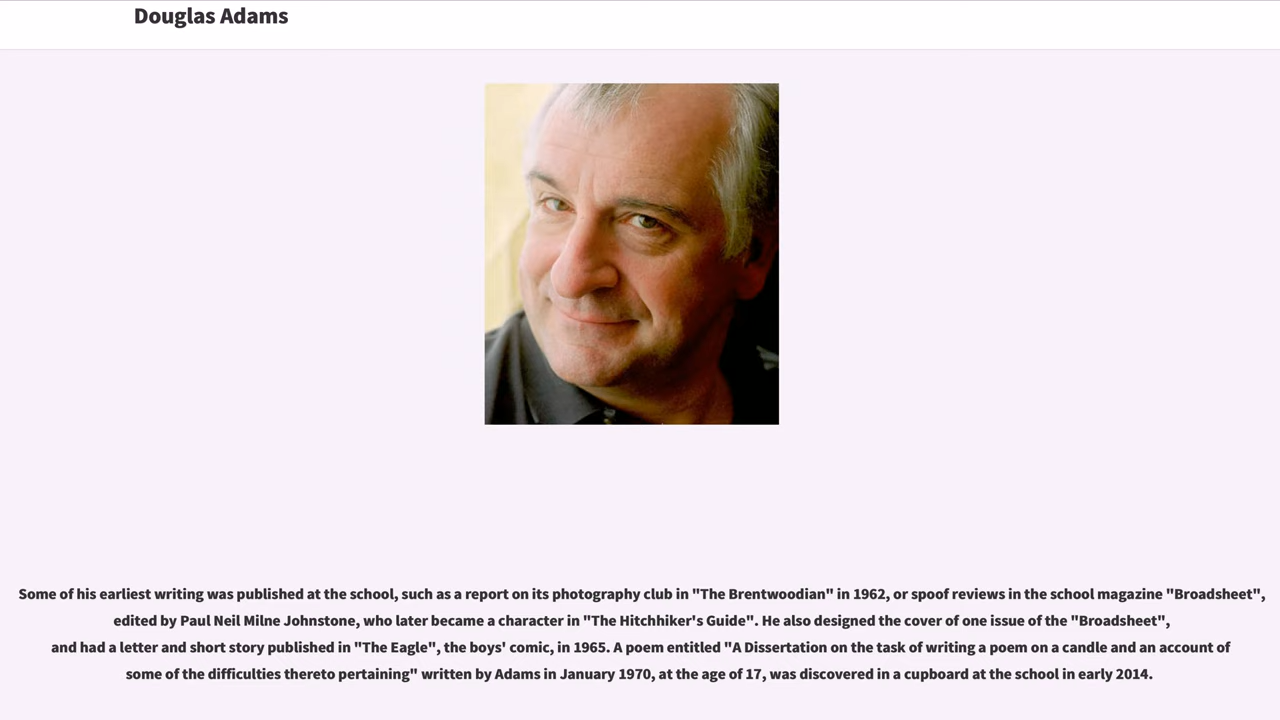 Douglas Adams
Some of his earliest writing was published at the school, such as a report on its photography club in "The Brentwoodian" in 1962, or spoof reviews in the school magazine "Broadsheet",
edited by Paul Neil Milne Johnstone, who later became a character in "The Hitchhiker's Guide". He also designed the cover of one issue of the "Broadsheet",
and had a letter and short story published in "The Eagle", the boys' comic, in 1965. A poem entitled "A Dissertation on the task of writing a poem on a candle and an account of
some of the difficulties thereto pertaining" written by Adams in January 1970, at the age of 17, was discovered in a cupboard at the school in early 2014.